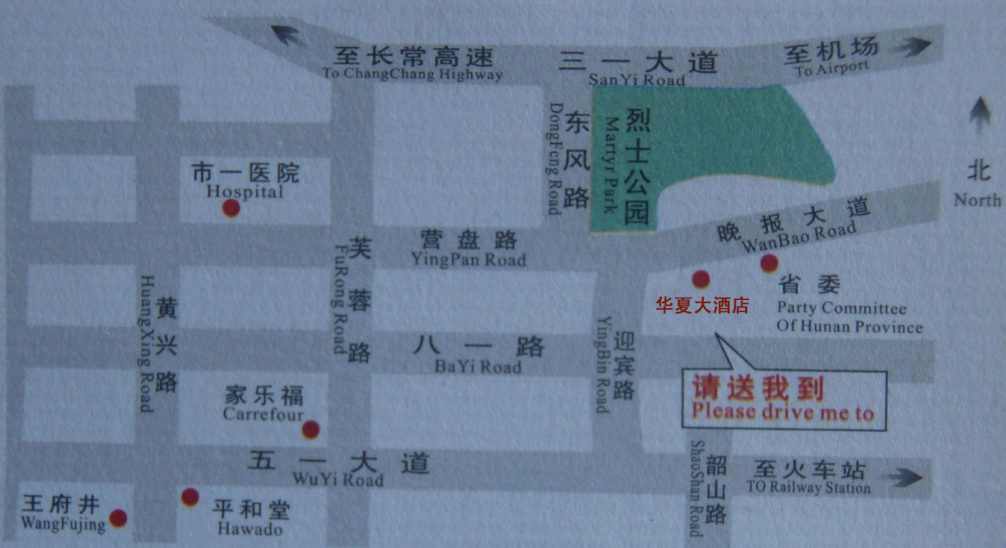 至长常高速
To ChangChang Highway
三一大道
SanYi Road
至机场
To Airport
北
North
东风路
DongFeng Road
烈士公园
Martyr Park
市一医院
Hospital
晚报大道
WanBao Road
营盘路
YingPan Road
芙蓉路
FuRong Road
华夏大酒店
省委
Party Committee
Of Hunan Province
黄兴路
HuangXing Road
八一路
BaYi Road
迎宾路
YingBin Road
请送我到
Please drive me to
家乐福
Carrefour
五一大道
WuYi Road
韶山路
ShaoShan Road
至火车站
TO Railway Station
王府井
WangFujing
平和堂
Hawado